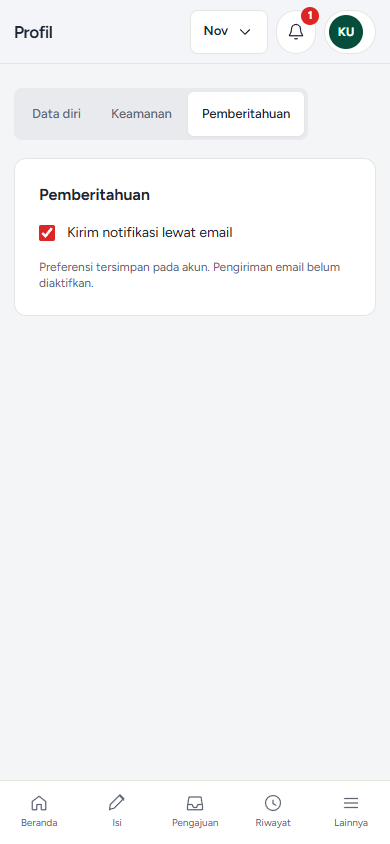 Profil
Nov
1
KU
Data diri
Keamanan
Pemberitahuan
Pemberitahuan
Kirim notifikasi lewat email
Preferensi tersimpan pada akun. Pengiriman email belum
diaktifkan.
Beranda
Isi
Pengajuan
Riwayat
Lainnya